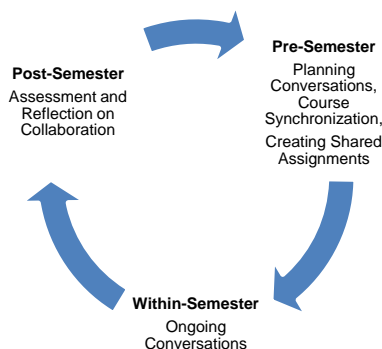 Pre-Semester
Planning
Conversations,
Course
Synchronization,
Creating Shared
Assignments
Within-Semester
Ongoing
Conversations
Post-Semester
Assessment and
Reflection on
Collaboration